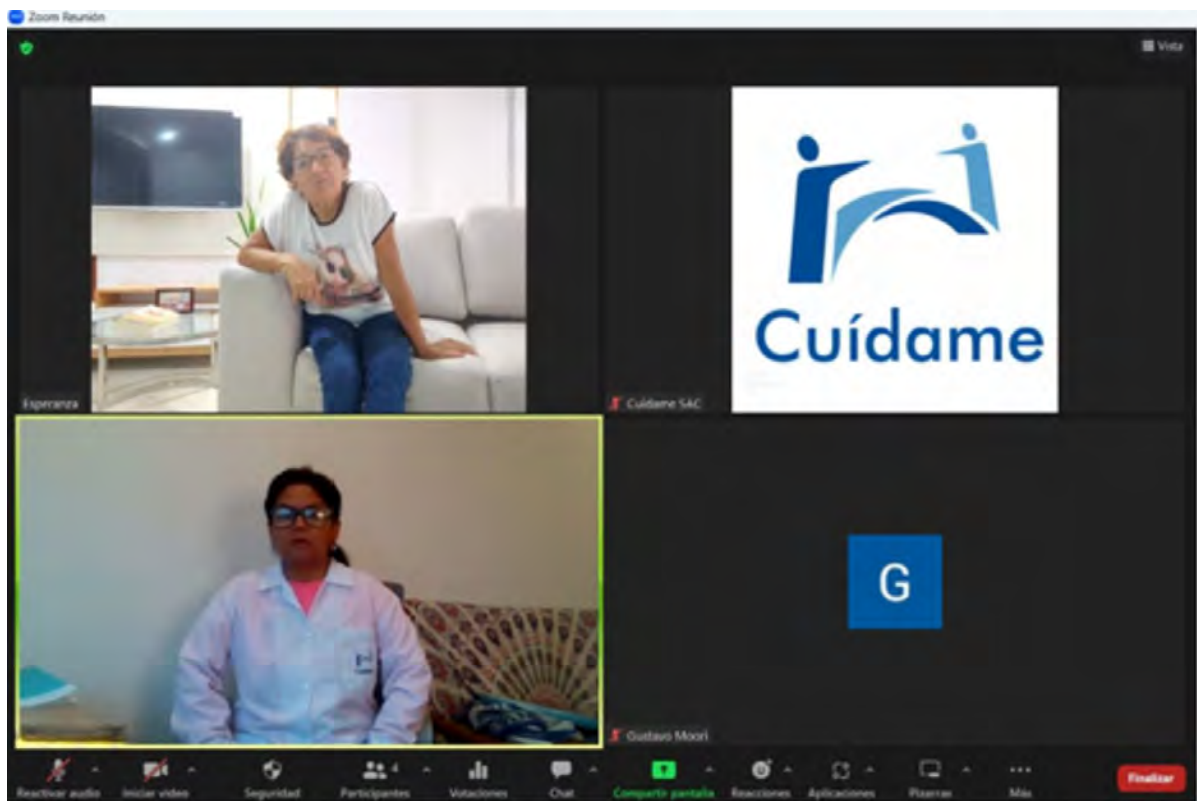 Zoom Reunión
Vista
Esperanza
Cuídame
Cuídame SAC
G
Gustavo Moori
Reactivar audio
Iniciar video
Seguridad
Participantes
4
Votaciones
Chat
Compartir pantalla
Reacciones
Aplicaciones
Pizarras
Más
Finalizar